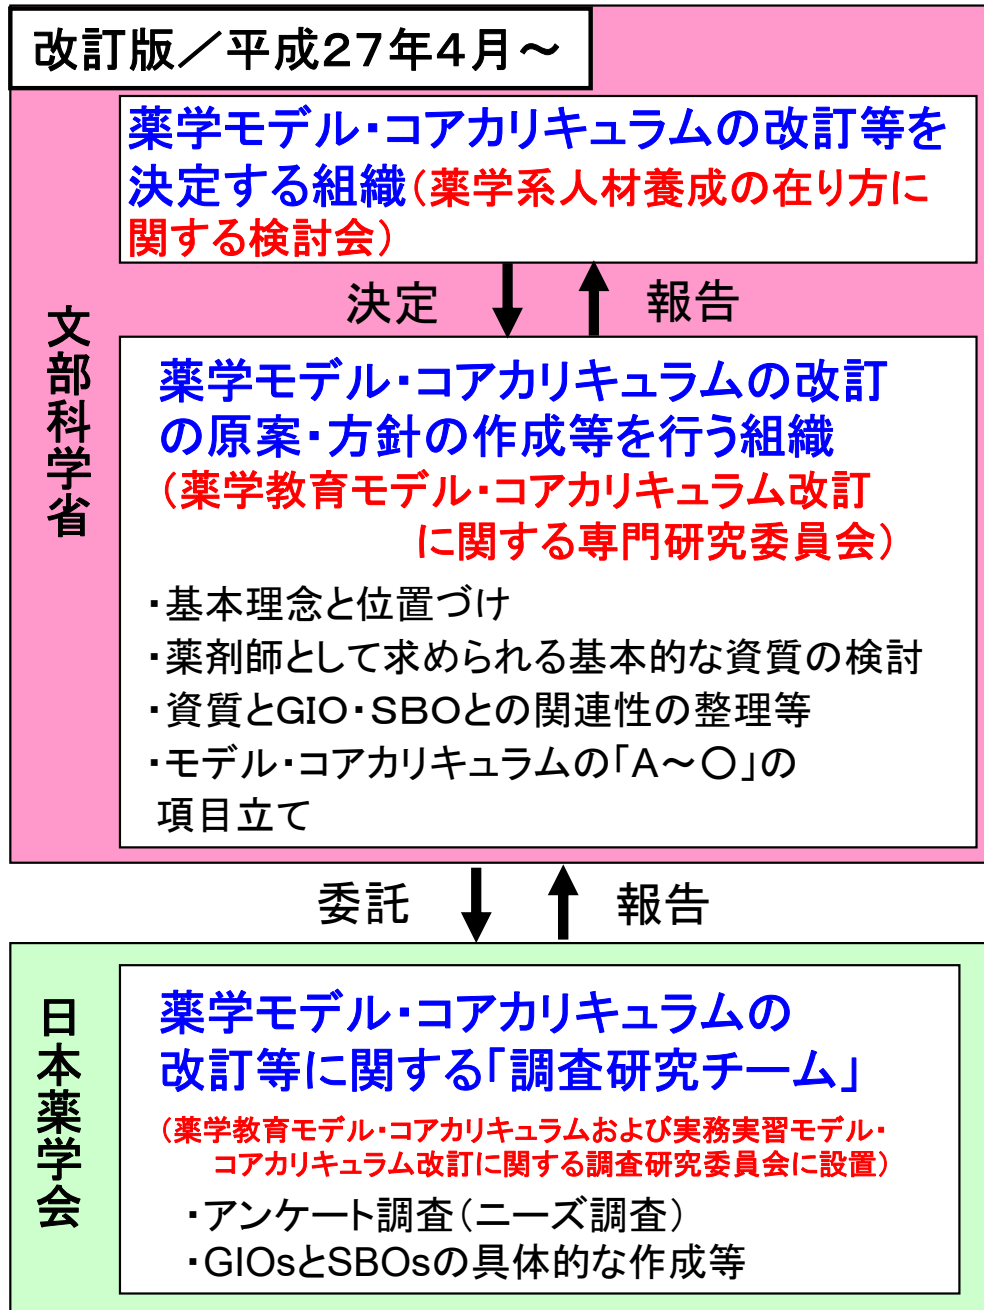 改訂版／平成27年4月～
薬学モデル・コアカリキュラムの改訂等を
決定する組織（薬学系人材養成の在り方に
関する検討会）
決定
報告
文部科学省
薬学モデル・コアカリキュラムの改訂
の原案・方針の作成等を行う組織
（薬学教育モデル・コアカリキュラム改訂
に関する専門研究委員会）
・基本理念と位置づけ
・薬剤師として求められる基本的な資質の検討
・資質とGIO・SBOとの関連性の整理等
・モデル・コアカリキュラムの「A～〇」の
項目立て
委託
報告
日本薬学会
薬学モデル・コアカリキュラムの
改訂等に関する「調査研究チーム」
（薬学教育モデル・コアカリキュラムおよび実務実習モデル・
コアカリキュラム改訂に関する調査研究委員会に設置）
・アンケート調査（ニーズ調査）
・GIOsとSBOsの具体的な作成等